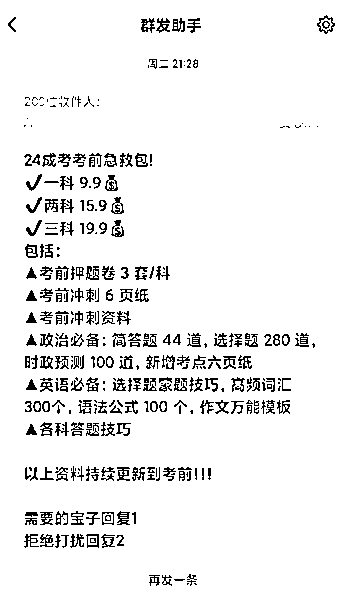 群发助手
周二 21:28
200位收件人:
24成考考前急救包!
✓一科 9.9💰
✓两科 15.9💰
✓三科 19.9💰
包括:
▲考前押题卷 3 套/科
▲考前冲刺 6 页纸
▲考前冲刺资料
▲政治必备: 简答题 44 道, 选择题 280 道,
时政预测 100 道, 新增考点六页纸
▲英语必备: 选择题蒙题技巧, 高频词汇
300个, 语法公式 100 个, 作文万能模板
▲各科答题技巧
以上资料持续更新到考前!!!
需要的宝子回复1
拒绝打扰回复2
再发一条